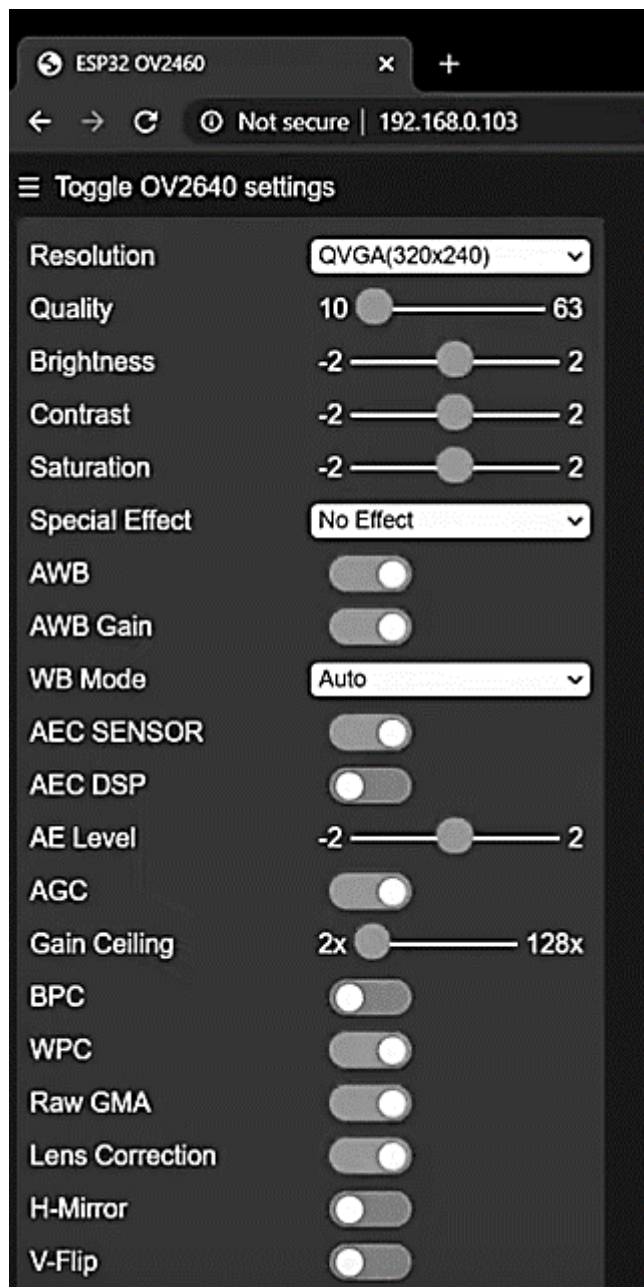 ESP32 OV2460
Not secure | 192.168.0.103
Toggle OV2640 settings
Resolution QVGA(320x240)
Quality 10 63
Brightness -2 2
Contrast -2 2
Saturation -2 2
Special Effect No Effect
AWB
AWB Gain
WB Mode Auto
AEC SENSOR
AEC DSP
AE Level -2 2
AGC
Gain Ceiling 2x 128x
BPC
WPC
Raw GMA
Lens Correction
H-Mirror
V-Flip